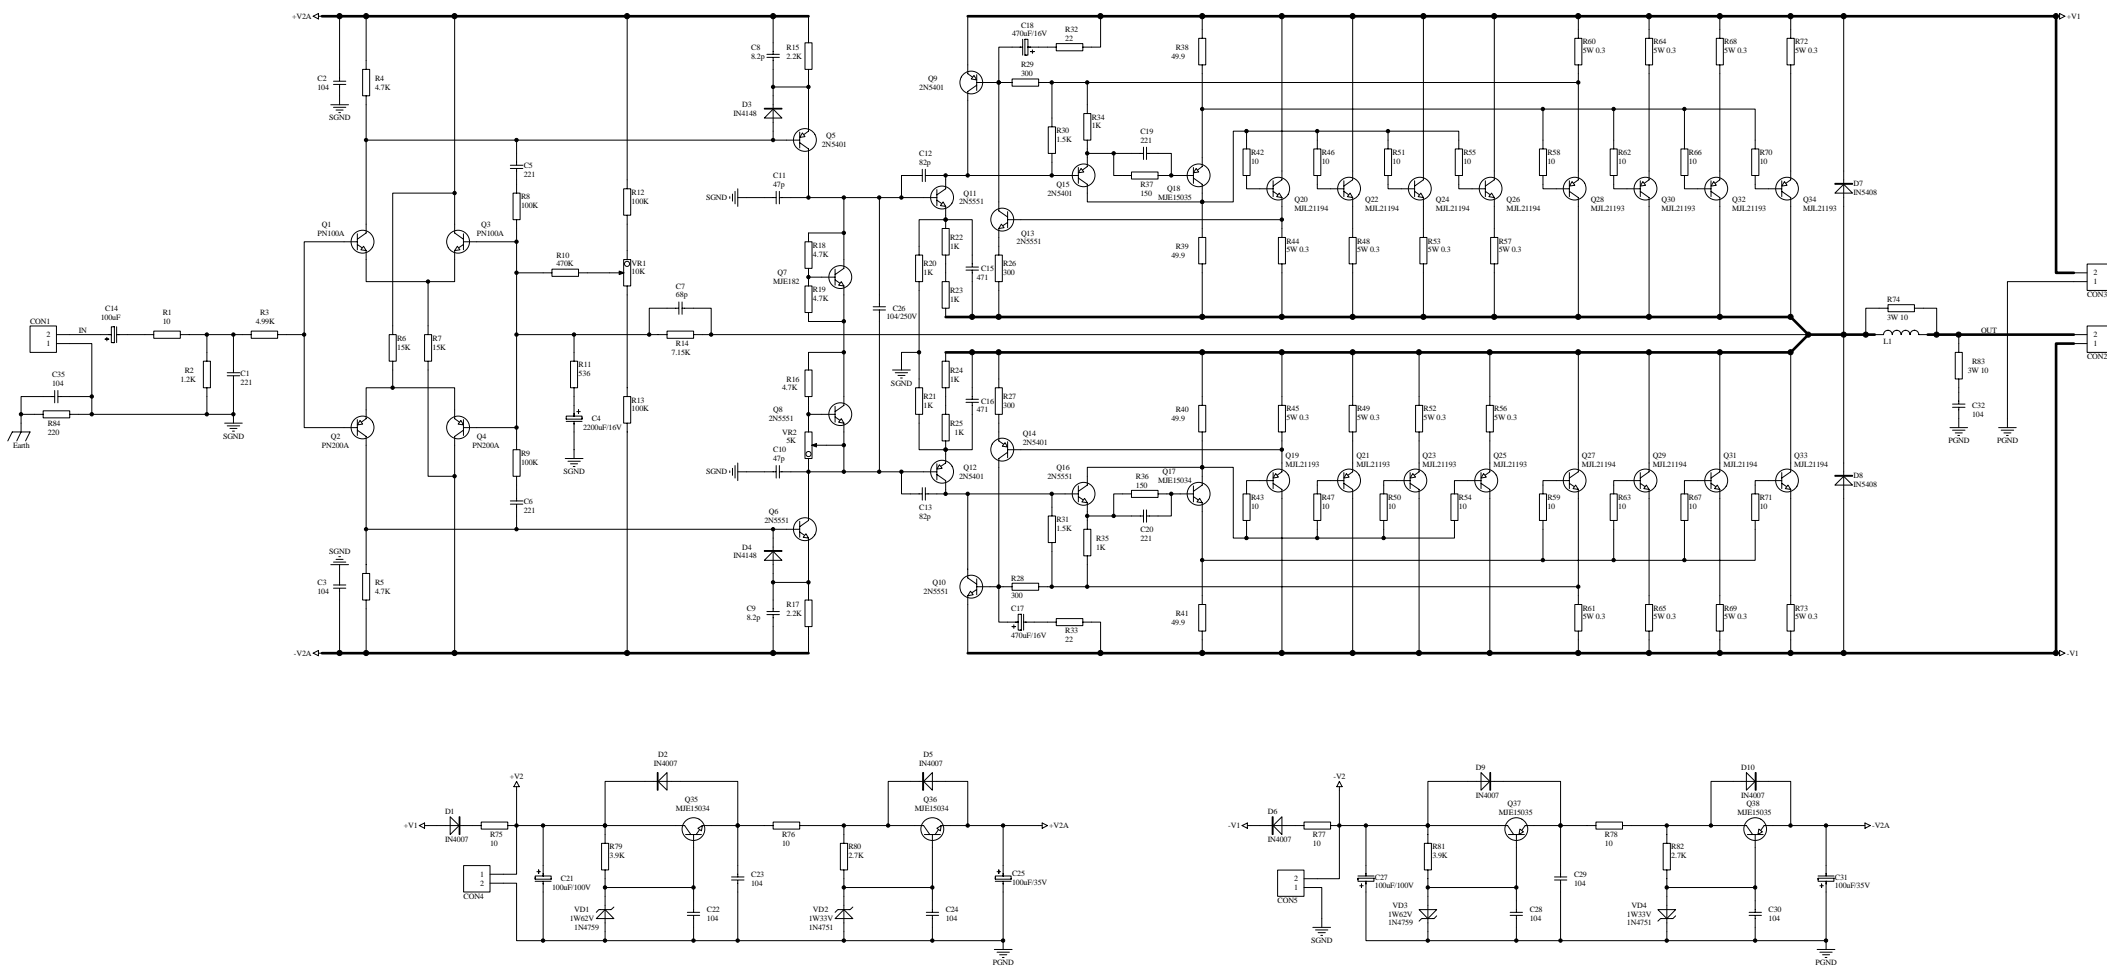 +V2A
C2
104
SGND
R4
4.7K
C8
8.2p
R15
2.2K
D3
IN4148
Q5
2N5401
C5
221
R8
100K
R12
100K
Q1
PN100A
Q3
PN100A
R10
470K
VR1
10K
C7
68p
R14
7.15K
CON1
2
1
IN
C14
100uF
R1
10
R3
4.99K
R2
1.2K
C1
221
C35
104
R84
220
Earth
SGND
R6
15K
R7
15K
R11
536
C4
2200uF/16V
SGND
R13
100K
Q2
PN200A
Q4
PN200A
R9
100K
C6
221
SGND
C3
104
R5
4.7K
-V2A
C11
47p
SGND
R18
4.7K
Q7
MJE182
R19
4.7K
R16
4.7K
Q8
2N5551
VR2
5K
C10
47p
SGND
Q6
2N5551
D4
IN4148
C9
8.2p
R17
2.2K
C26
104/250V
C12
82p
Q11
2N5551
R20
1K
R22
1K
R23
1K
C15
471
SGND
R21
1K
R24
1K
R25
1K
C16
471
Q12
2N5401
C13
82p
Q9
2N5401
C18
470uF/16V
R32
22
R29
300
R30
1.5K
R34
1K
C19
221
R37
150
Q15
2N5401
Q18
MJE15035
Q13
2N5551
R26
300
R38
49.9
R39
49.9
R27
300
Q14
2N5401
Q16
2N5551
R36
150
Q17
MJE15034
C20
221
R31
1.5K
R35
1K
Q10
2N5551
R28
300
C17
470uF/16V
R33
22
R40
49.9
R41
49.9
R42
10
R46
10
R51
10
R55
10
R58
10
R62
10
R66
10
R70
10
R60
5W 0.3
R64
5W 0.3
R68
5W 0.3
R72
5W 0.3
Q20
MJL21194
Q22
MJL21194
Q24
MJL21194
Q26
MJL21194
Q28
MJL21193
Q30
MJL21193
Q32
MJL21193
Q34
MJL21193
R44
5W 0.3
R48
5W 0.3
R53
5W 0.3
R57
5W 0.3
D7
IN5408
+V1
R45
5W 0.3
R49
5W 0.3
R52
5W 0.3
R56
5W 0.3
Q19
MJL21193
Q21
MJL21193
Q23
MJL21193
Q25
MJL21193
Q27
MJL21194
Q29
MJL21194
Q31
MJL21194
Q33
MJL21194
R43
10
R47
10
R50
10
R54
10
R59
10
R63
10
R67
10
R71
10
R61
5W 0.3
R65
5W 0.3
R69
5W 0.3
R73
5W 0.3
D8
IN5408
-V1
R74
3W 10
L1
OUT
R83
3W 10
C32
104
PGND
PGND
2
1
CON3
2
1
CON2
+V1
D1
IN4007
R75
10
+V2
1
2
CON4
C21
100uF/100V
D2
IN4007
Q35
MJE15034
R79
3.9K
VD1
1W62V
1N4759
C22
104
C23
104
R76
10
D5
IN4007
Q36
MJE15034
R80
2.7K
VD2
1W33V
1N4751
C24
104
C25
100uF/35V
+V2A
PGND
-V1
D6
IN4007
R77
10
-V2
2
1
CON5
SGND
C27
100uF/100V
D9
IN4007
Q37
MJE15035
R81
3.9K
VD3
1W62V
1N4759
C28
104
C29
104
R78
10
D10
IN4007
Q38
MJE15035
R82
2.7K
VD4
1W33V
1N4751
C30
104
C31
100uF/35V
-V2A
PGND